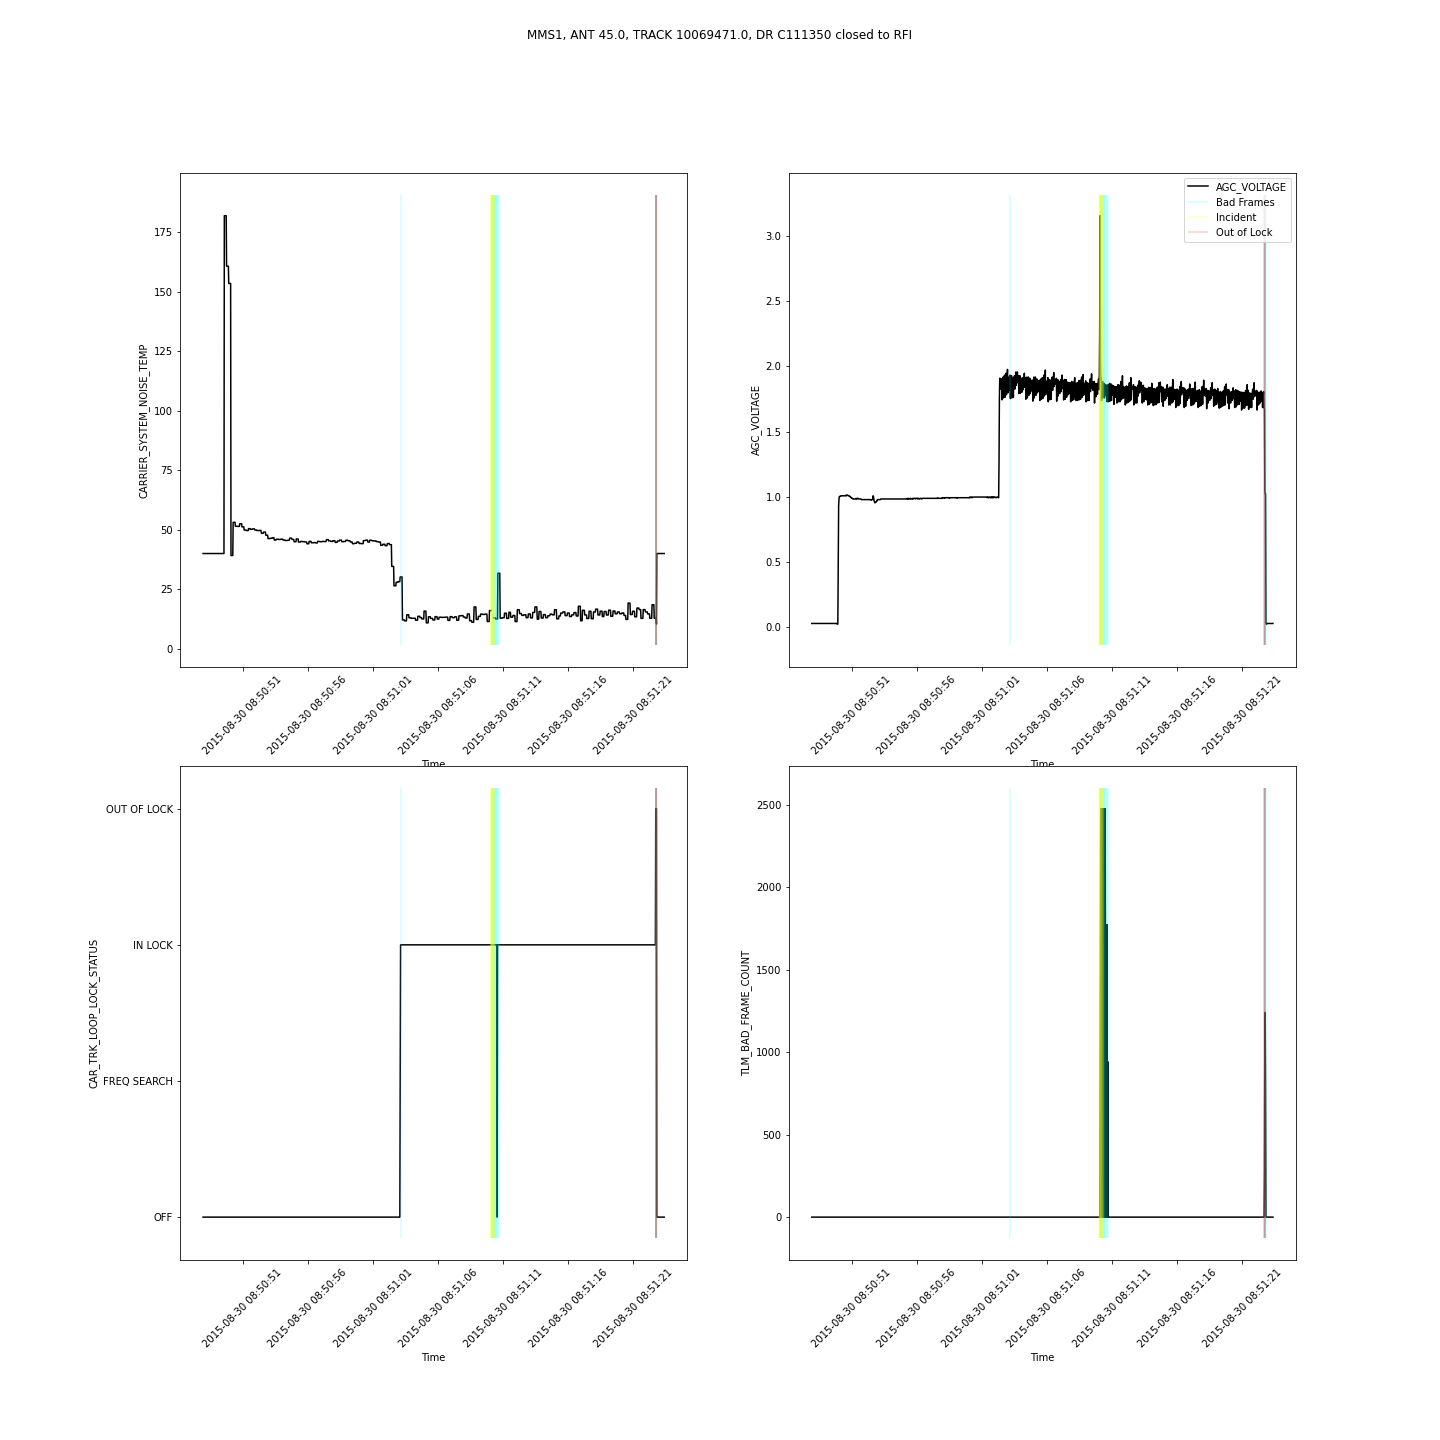 MMS1, ANT 45.0, TRACK 10069471.0, DR C111350 closed to RFI
CARRIER_SYSTEM_NOISE_TEMP
175
150
125
100
75
50
25
0
2015-08-30 08:50:51
2015-08-30 08:50:56
2015-08-30 08:51:01
2015-08-30 08:51:06
2015-08-30 08:51:11
2015-08-30 08:51:16
2015-08-30 08:51:21
Time
AGC_VOLTAGE
3.0
2.5
2.0
1.5
1.0
0.5
0.0
AGC_VOLTAGE
Bad Frames
Incident
Out of Lock
2015-08-30 08:50:51
2015-08-30 08:50:56
2015-08-30 08:51:01
2015-08-30 08:51:06
2015-08-30 08:51:11
2015-08-30 08:51:16
2015-08-30 08:51:21
Time
CAR_TRK_LOOP_LOCK_STATUS
OUT OF LOCK
IN LOCK
FREQ SEARCH
OFF
2015-08-30 08:50:51
2015-08-30 08:50:56
2015-08-30 08:51:01
2015-08-30 08:51:06
2015-08-30 08:51:11
2015-08-30 08:51:16
2015-08-30 08:51:21
Time
TLM_BAD_FRAME_COUNT
2500
2000
1500
1000
500
0
2015-08-30 08:50:51
2015-08-30 08:50:56
2015-08-30 08:51:01
2015-08-30 08:51:06
2015-08-30 08:51:11
2015-08-30 08:51:16
2015-08-30 08:51:21
Time